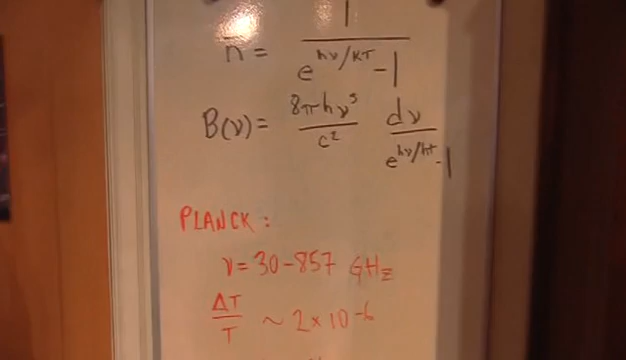 n̅ = 1 / (e^(hν/kT) - 1)
B(ν) = 8πhν³ / c² dν / (e^(hν/kT) - 1)
PLANCK:
ν = 30-857 GHz
ΔT/T ~ 2 × 10^-6